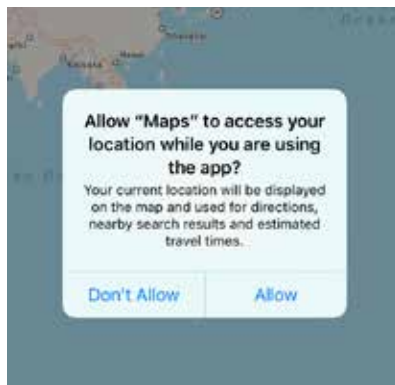 Allow “Maps” to access your
location while you are using
the app?
Your current location will be displayed
on the map and used for directions,
nearby search results and estimated
travel times.
Don't Allow
Allow